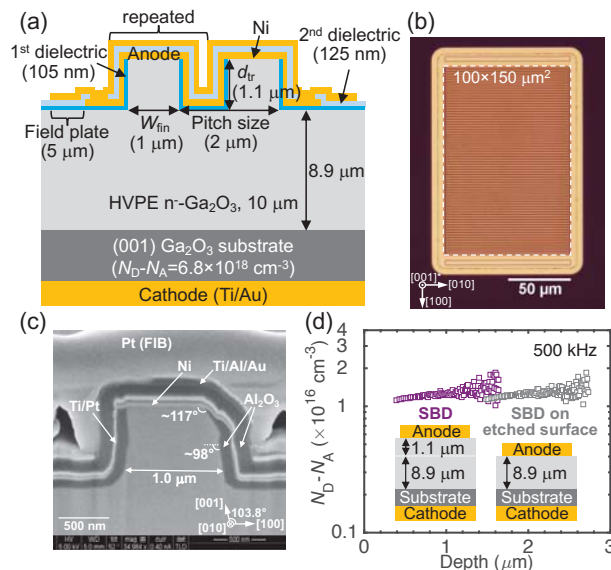 (a)
repeated
1st dielectric
(105 nm)
Anode
Ni
2nd dielectric
(125 nm)
dtr
(1.1 μm)
Field plate
(5 μm)
Wfin
(1 μm)
Pitch size
(2 μm)
8.9 μm
HVPE n-Ga2O3, 10 μm
(001) Ga2O3 substrate
(ND-NA=6.8×10^18 cm-3)
Cathode (Ti/Au)
(b)
100×150 μm2
[001]*
[010]
[100]
50 μm
(c)
Pt (FIB)
Ni
Ti/Al/Au
Ti/Pt
~117°
Al2O3
~98°
1.0 μm
[001]
103.8°
[010]
[100]
500 nm
(d)
500 kHz
ND-NA (×10^16 cm-3)
4
2
1
0.1
SBD
SBD on
etched surface
Anode
1.1 μm
8.9 μm
Substrate
Cathode
Anode
8.9 μm
Substrate
Cathode
0
1
2
3
Depth (μm)